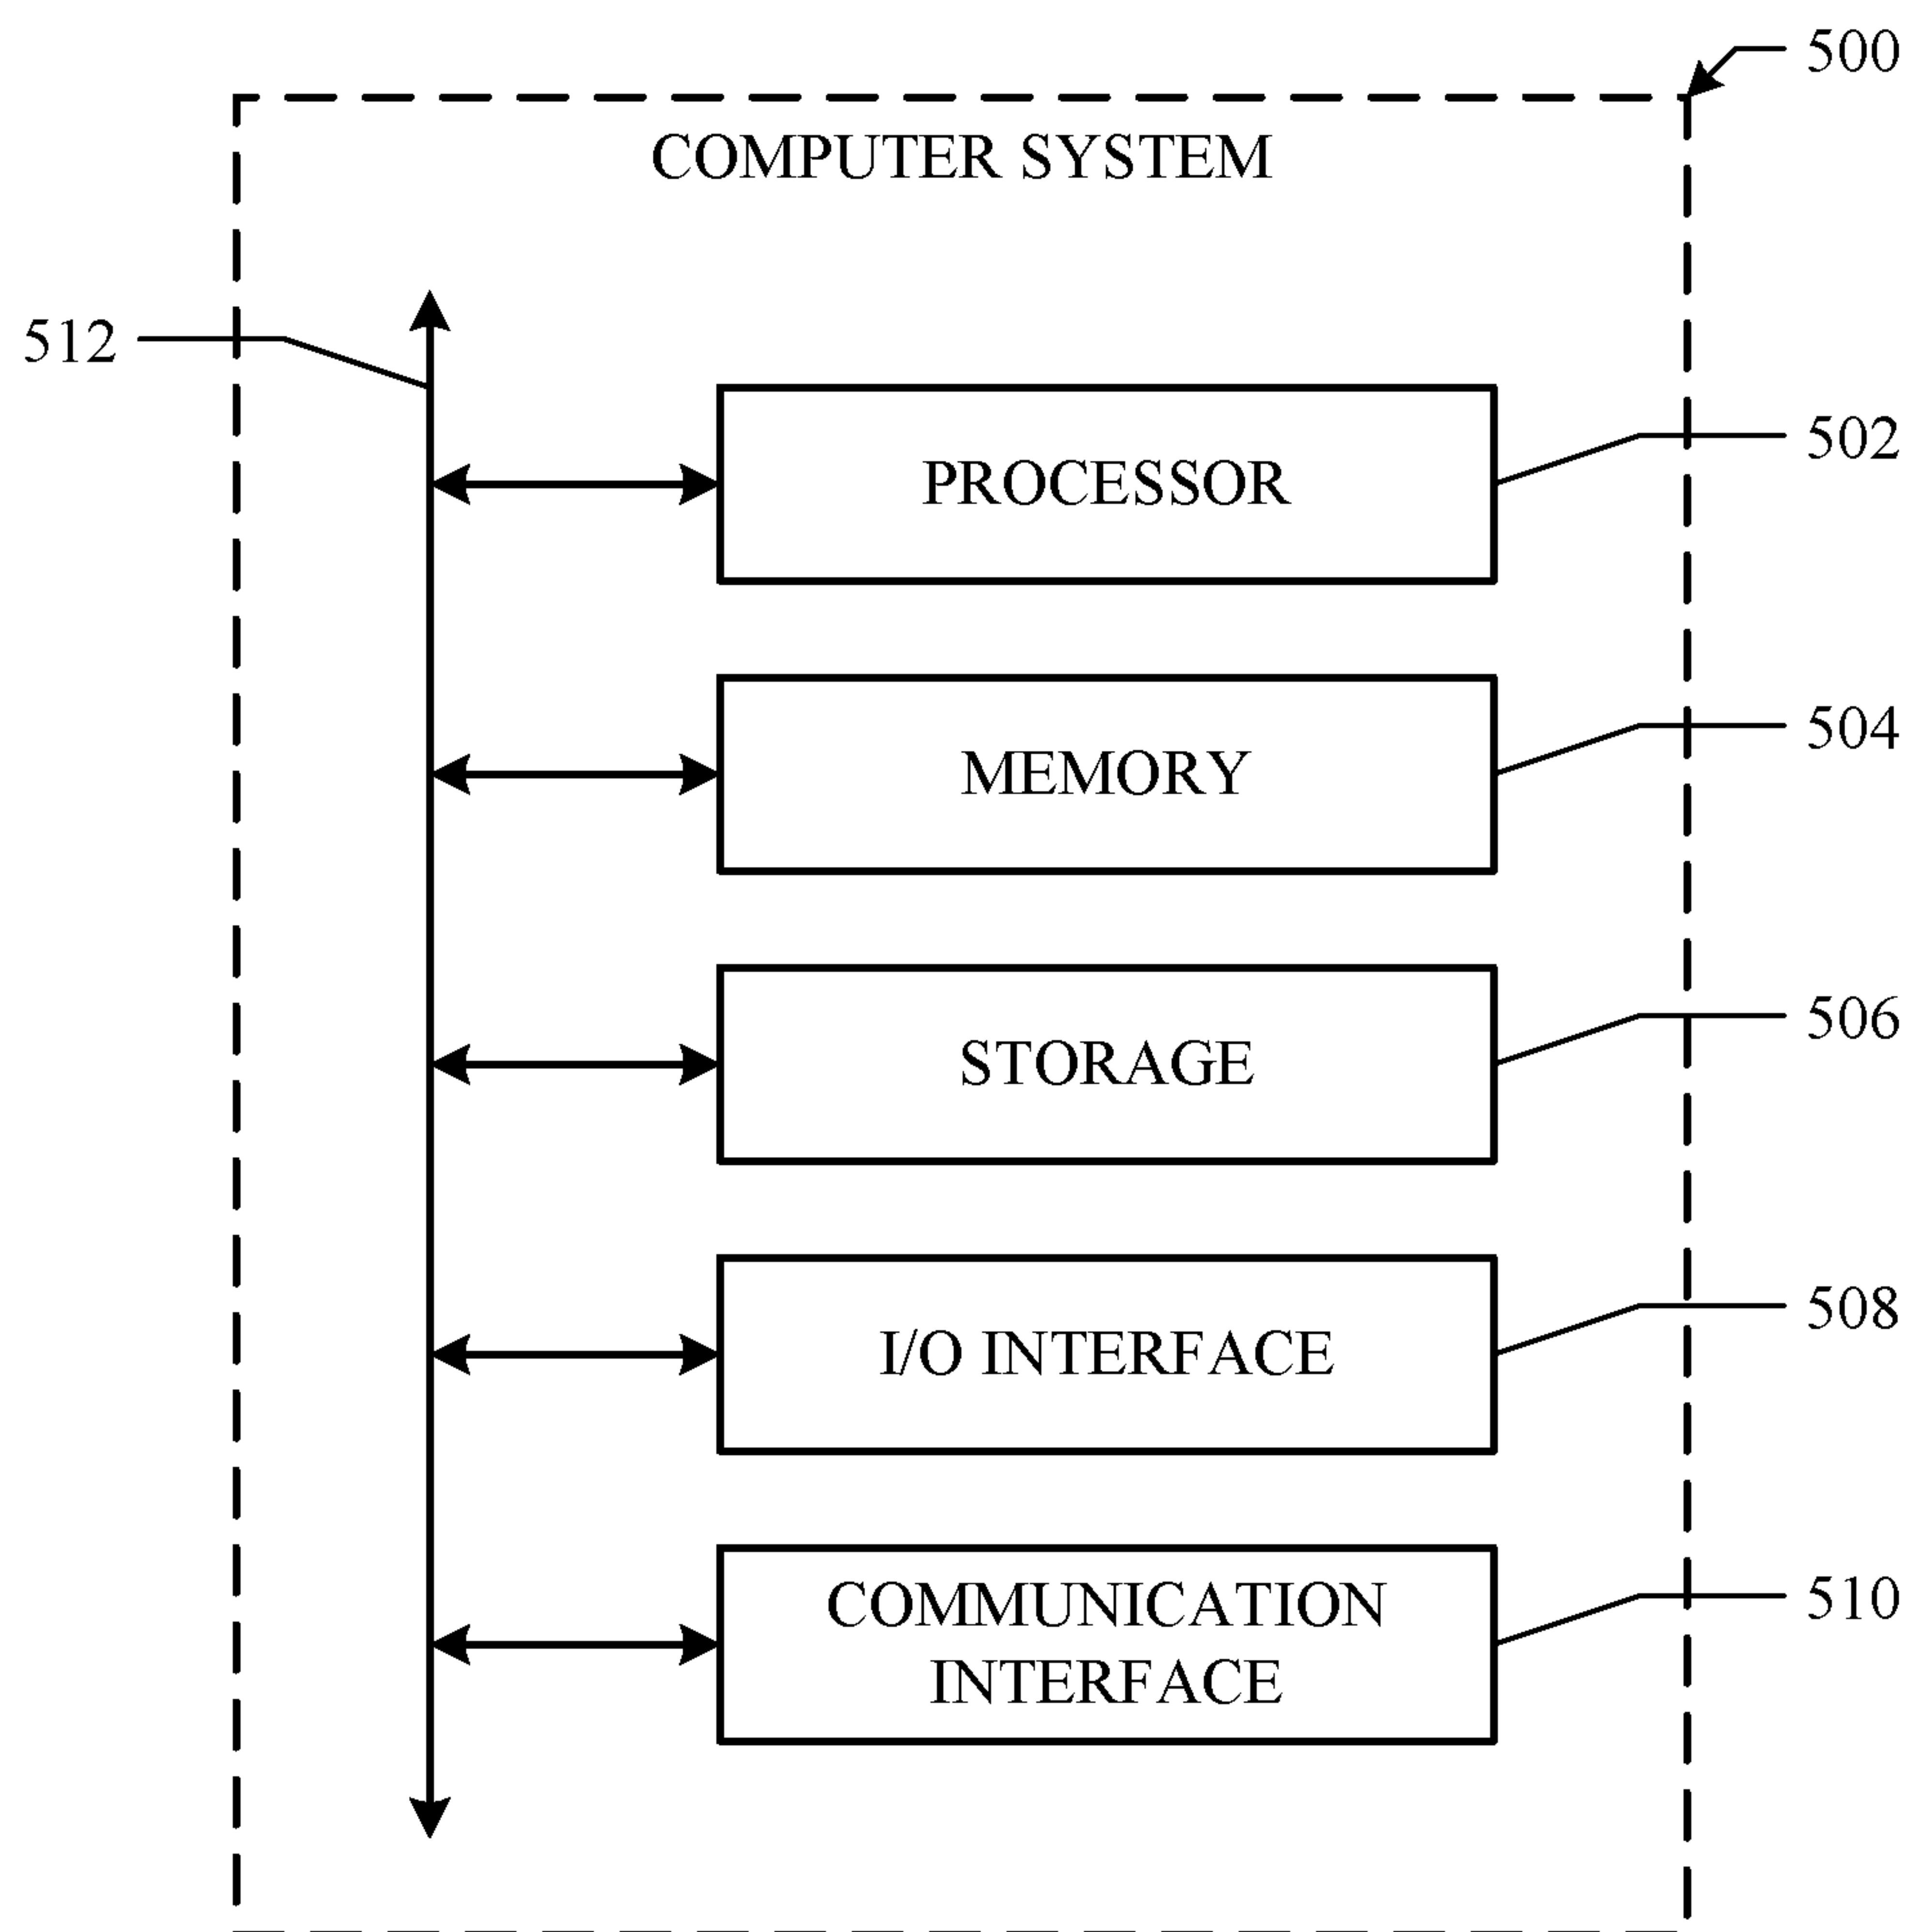 500
COMPUTER SYSTEM
512
502
PROCESSOR
504
MEMORY
506
STORAGE
508
I/O INTERFACE
510
COMMUNICATION
INTERFACE